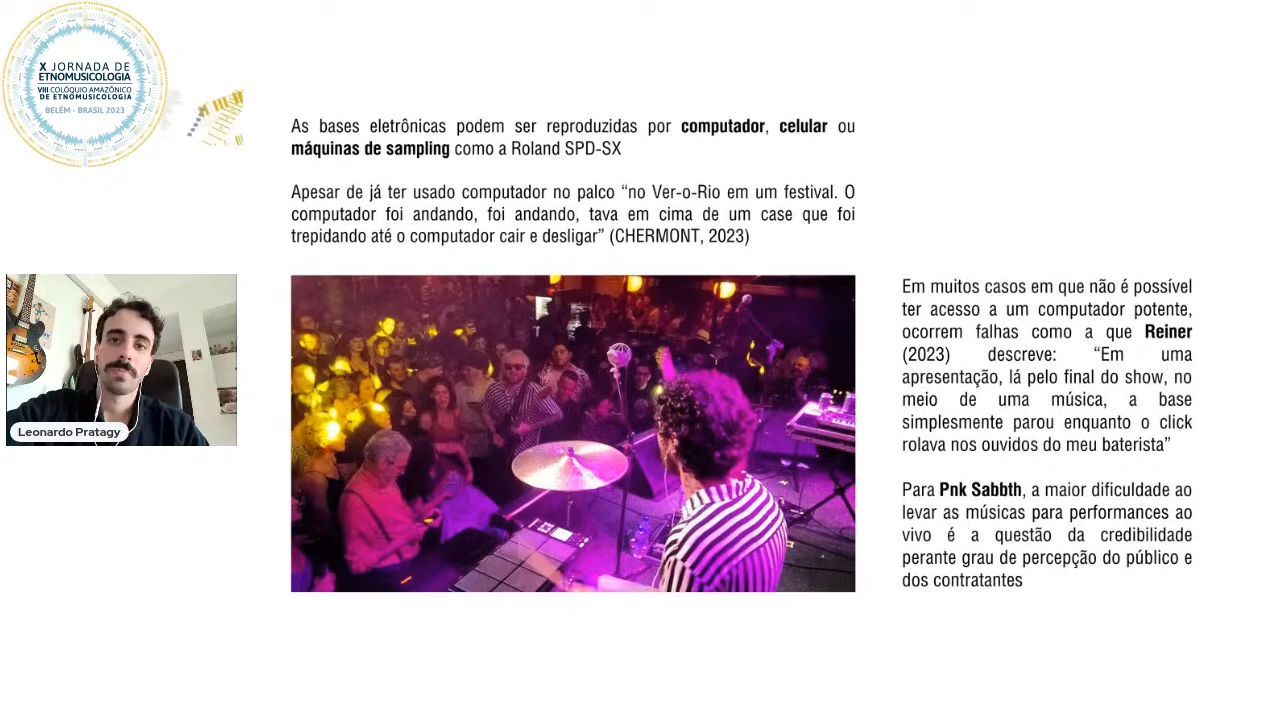 X JORNADA DE
ETNOMUSICOLOGIA
VIII COLÓQUIO AMAZÔNICO
DE ETNOMUSICOLOGIA
BELÉM - BRASIL 2023
As bases eletrônicas podem ser reproduzidas por computador, celular ou
máquinas de sampling como a Roland SPD-SX
Apesar de já ter usado computador no palco “no Ver-o-Rio em um festival. O
computador foi andando, foi andando, tava em cima de um case que foi
trepidando até o computador cair e desligar” (CHERMONT, 2023)
Leonardo Pratagy
Em muitos casos em que não é possível
ter acesso a um computador potente,
ocorrem falhas como a que Reiner
(2023) descreve: “Em uma
apresentação, lá pelo final do show, no
meio de uma música, a base
simplesmente parou enquanto o click
rolava nos ouvidos do meu baterista”
Para Pnk Sabbth, a maior dificuldade ao
levar as músicas para performances ao
vivo é a questão da credibilidade
perante grau de percepção do público e
dos contratantes